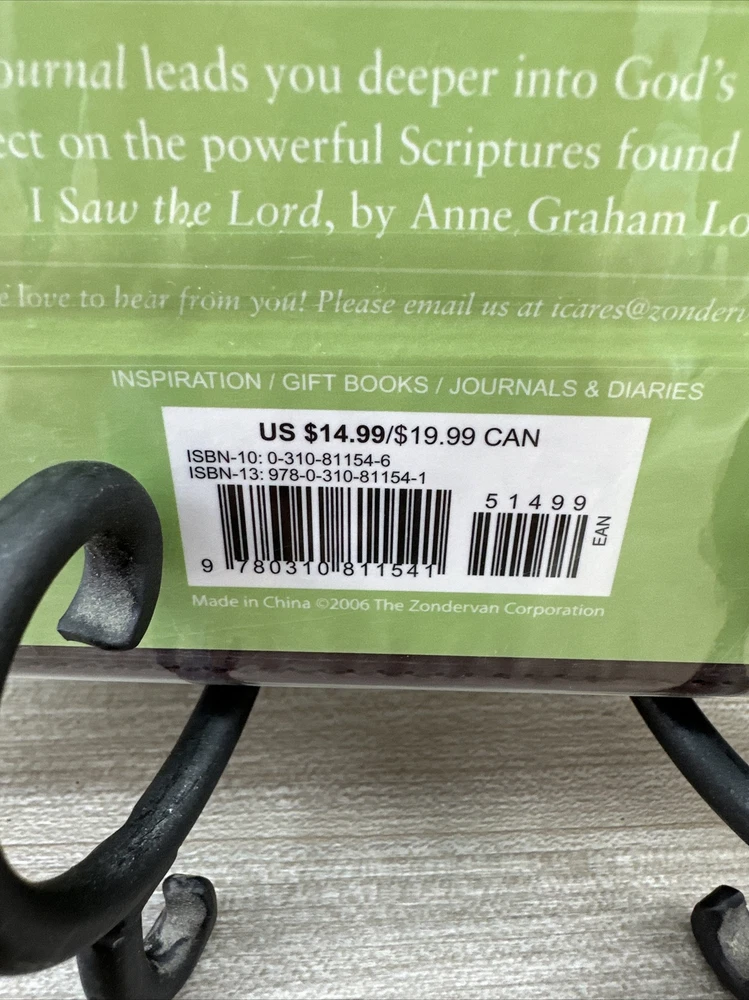 ournal leads you deeper into God's
ect on the powerful Scriptures found
I Saw the Lord, by Anne Graham Lo
e love to hear from you! Please email us at icares@zonderv
INSPIRATION / GIFT BOOKS / JOURNALS & DIARIES
US $14.99/$19.99 CAN
ISBN-10: 0-310-81154-6
ISBN-13: 978-0-310-81154-1
51499
EAN
9 780310 811541
Made in China ©2006 The Zondervan Corporation